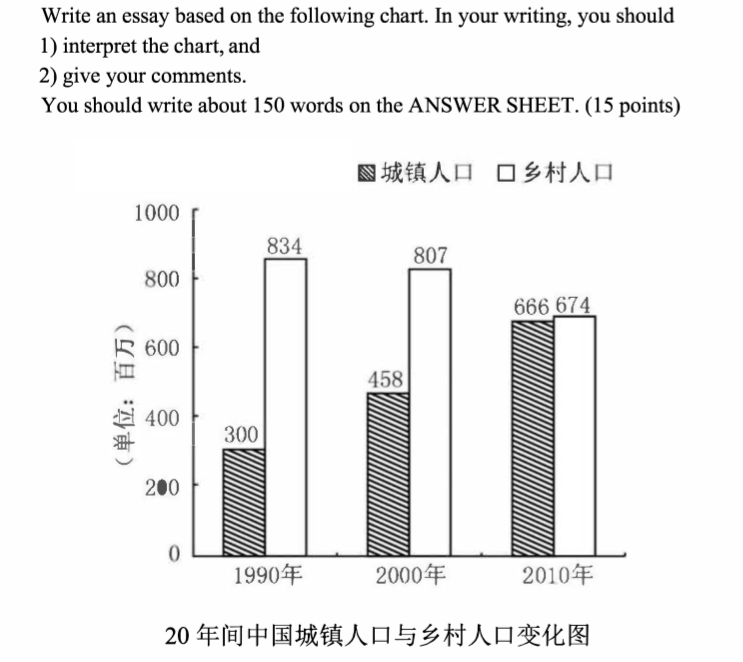 Write an essay based on the following chart. In your writing, you should
1) interpret the chart, and
2) give your comments.
You should write about 150 words on the ANSWER SHEET. (15 points)
城镇人口 乡村人口
1000
800
600
400
200
0
(单位：百万)
300
834
458
807
666 674
1990年
2000年
2010年
20 年间中国城镇人口与乡村人口变化图